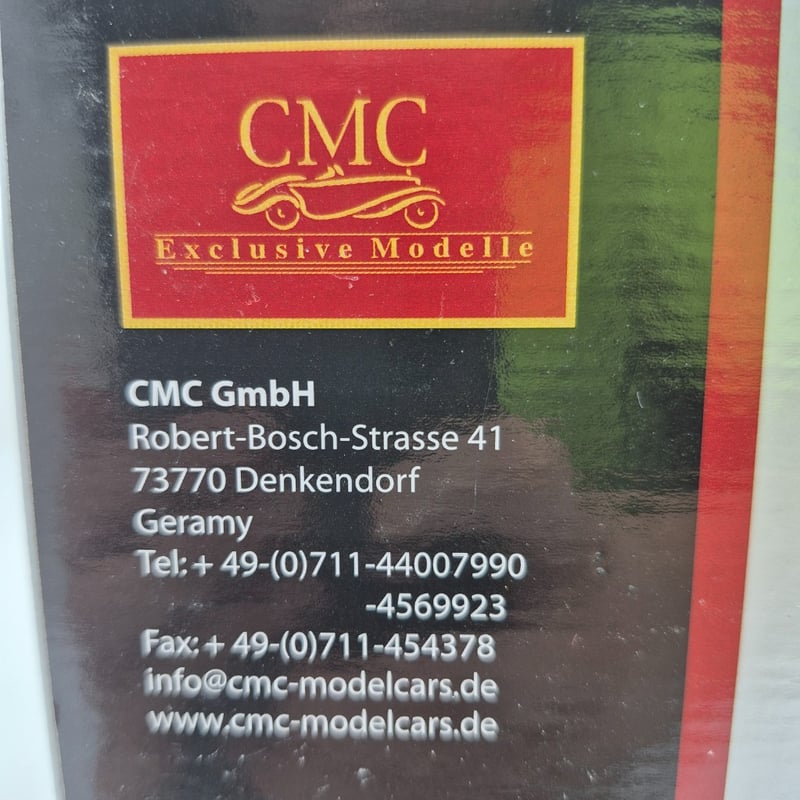 CMC
Exclusive Modelle
CMC GmbH
Robert-Bosch-Strasse 41
73770 Denkendorf
Geramy
Tel: + 49-(0)711-44007990
-4569923
Fax: + 49-(0)711-454378
info@cmc-modelcars.de
www.cmc-modelcars.de